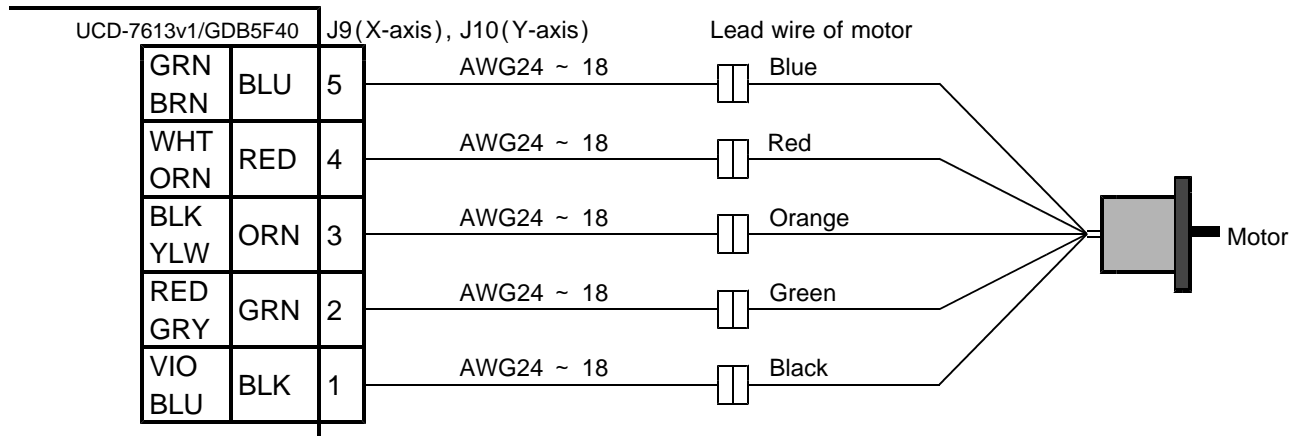 UCD-7613v1/GDB5F40 J9(X-axis), J10(Y-axis) Lead wire of motor
GRN
BRN BLU 5 AWG24 ~ 18 Blue
WHT
ORN RED 4 AWG24 ~ 18 Red
BLK
YLW ORN 3 AWG24 ~ 18 Orange
Motor
RED
GRY GRN 2 AWG24 ~ 18 Green
VIO
BLU BLK 1 AWG24 ~ 18 Black